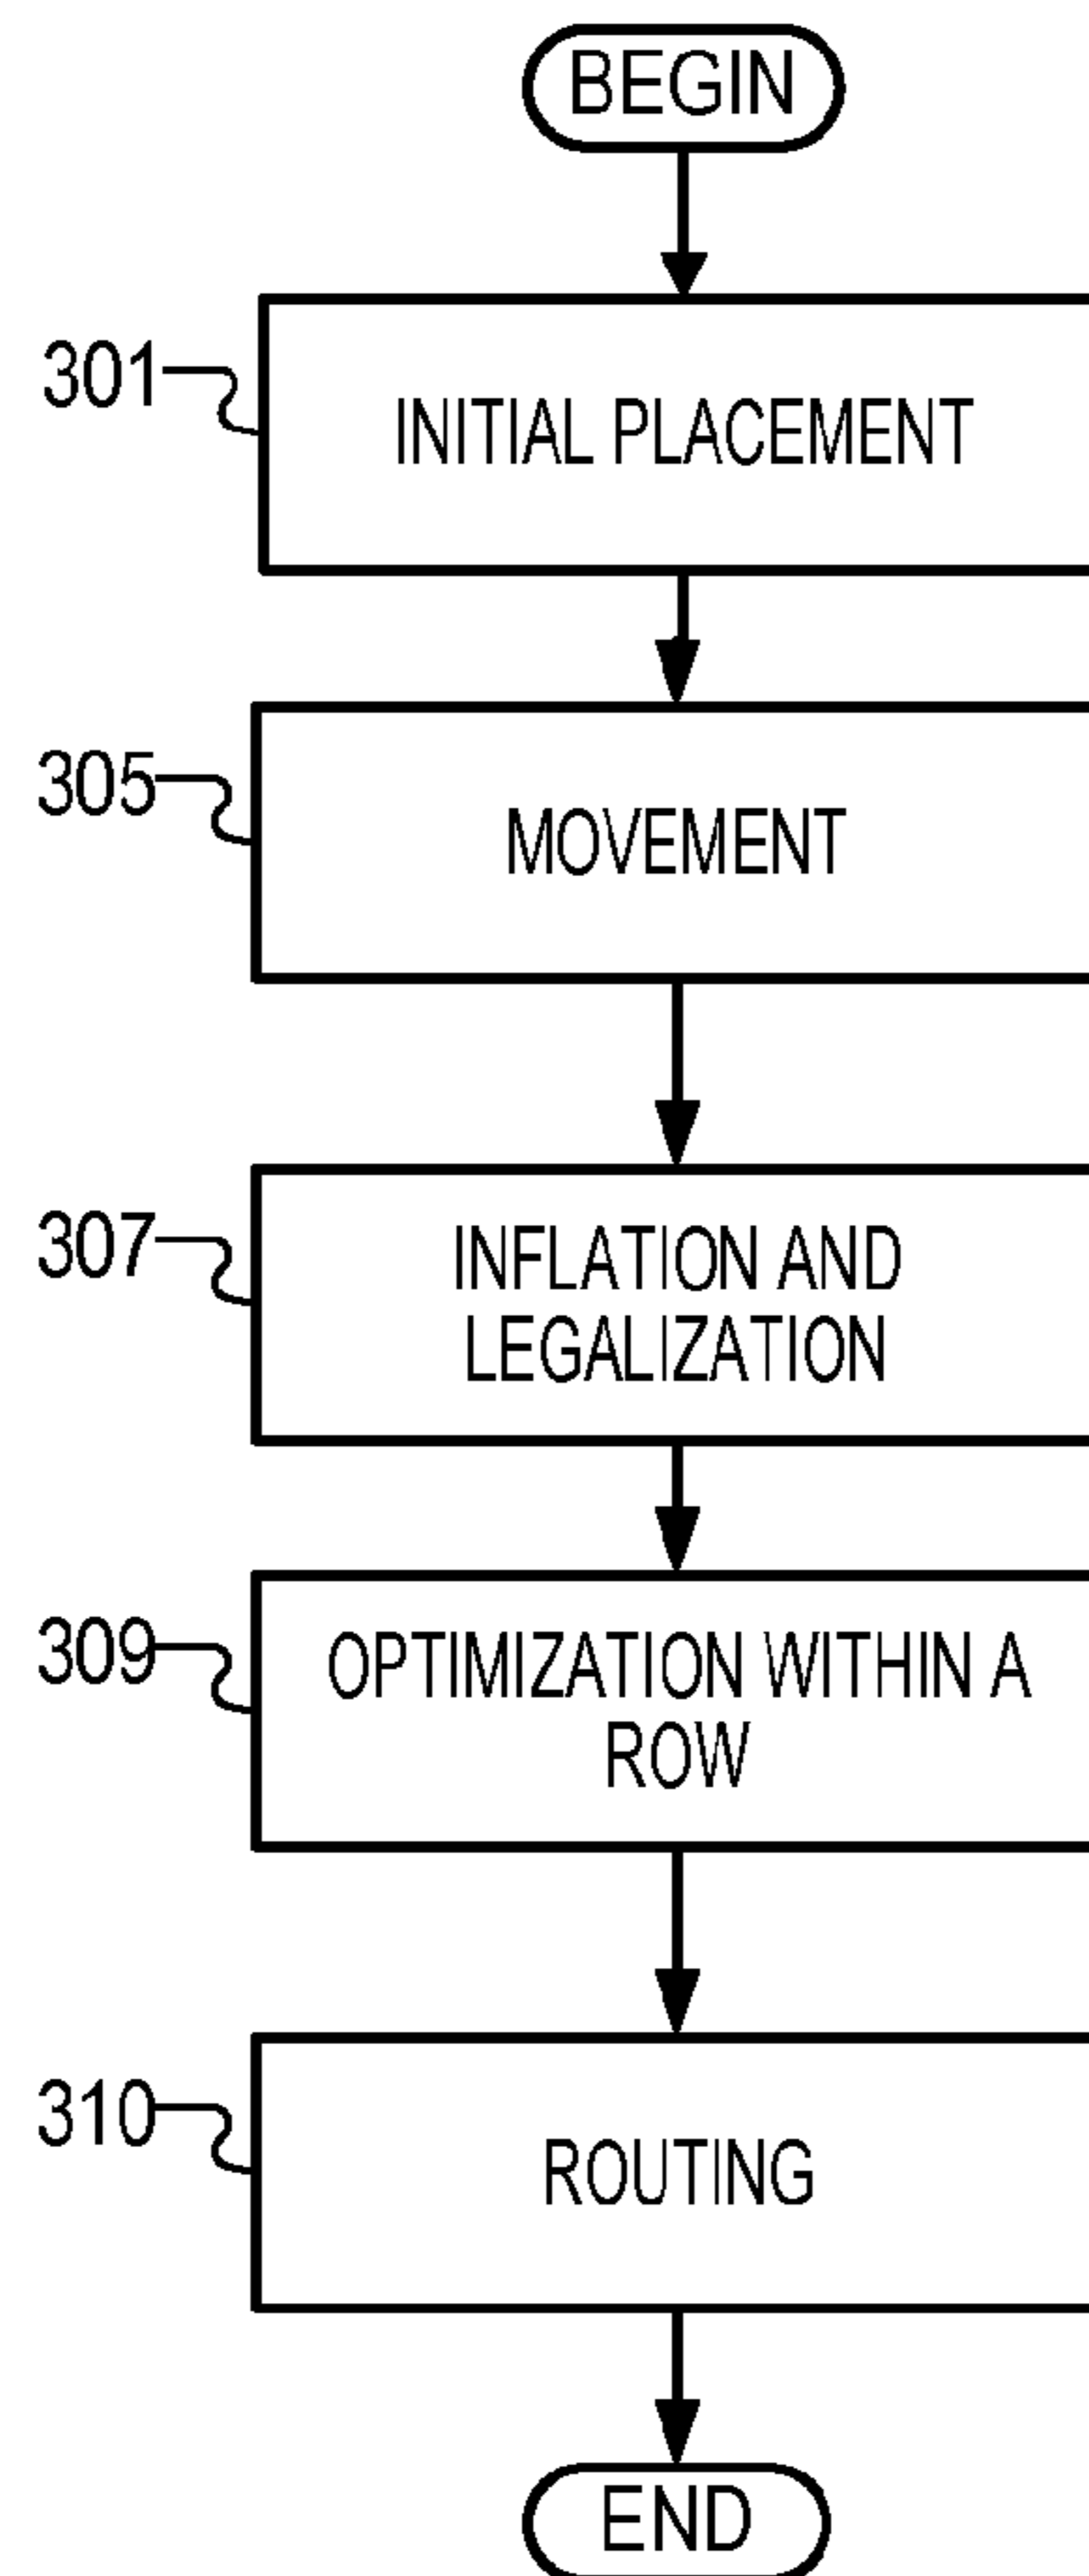 BEGIN
301
INITIAL PLACEMENT
305
MOVEMENT
307
INFLATION AND
LEGALIZATION
309
OPTIMIZATION WITHIN A
ROW
310
ROUTING
END